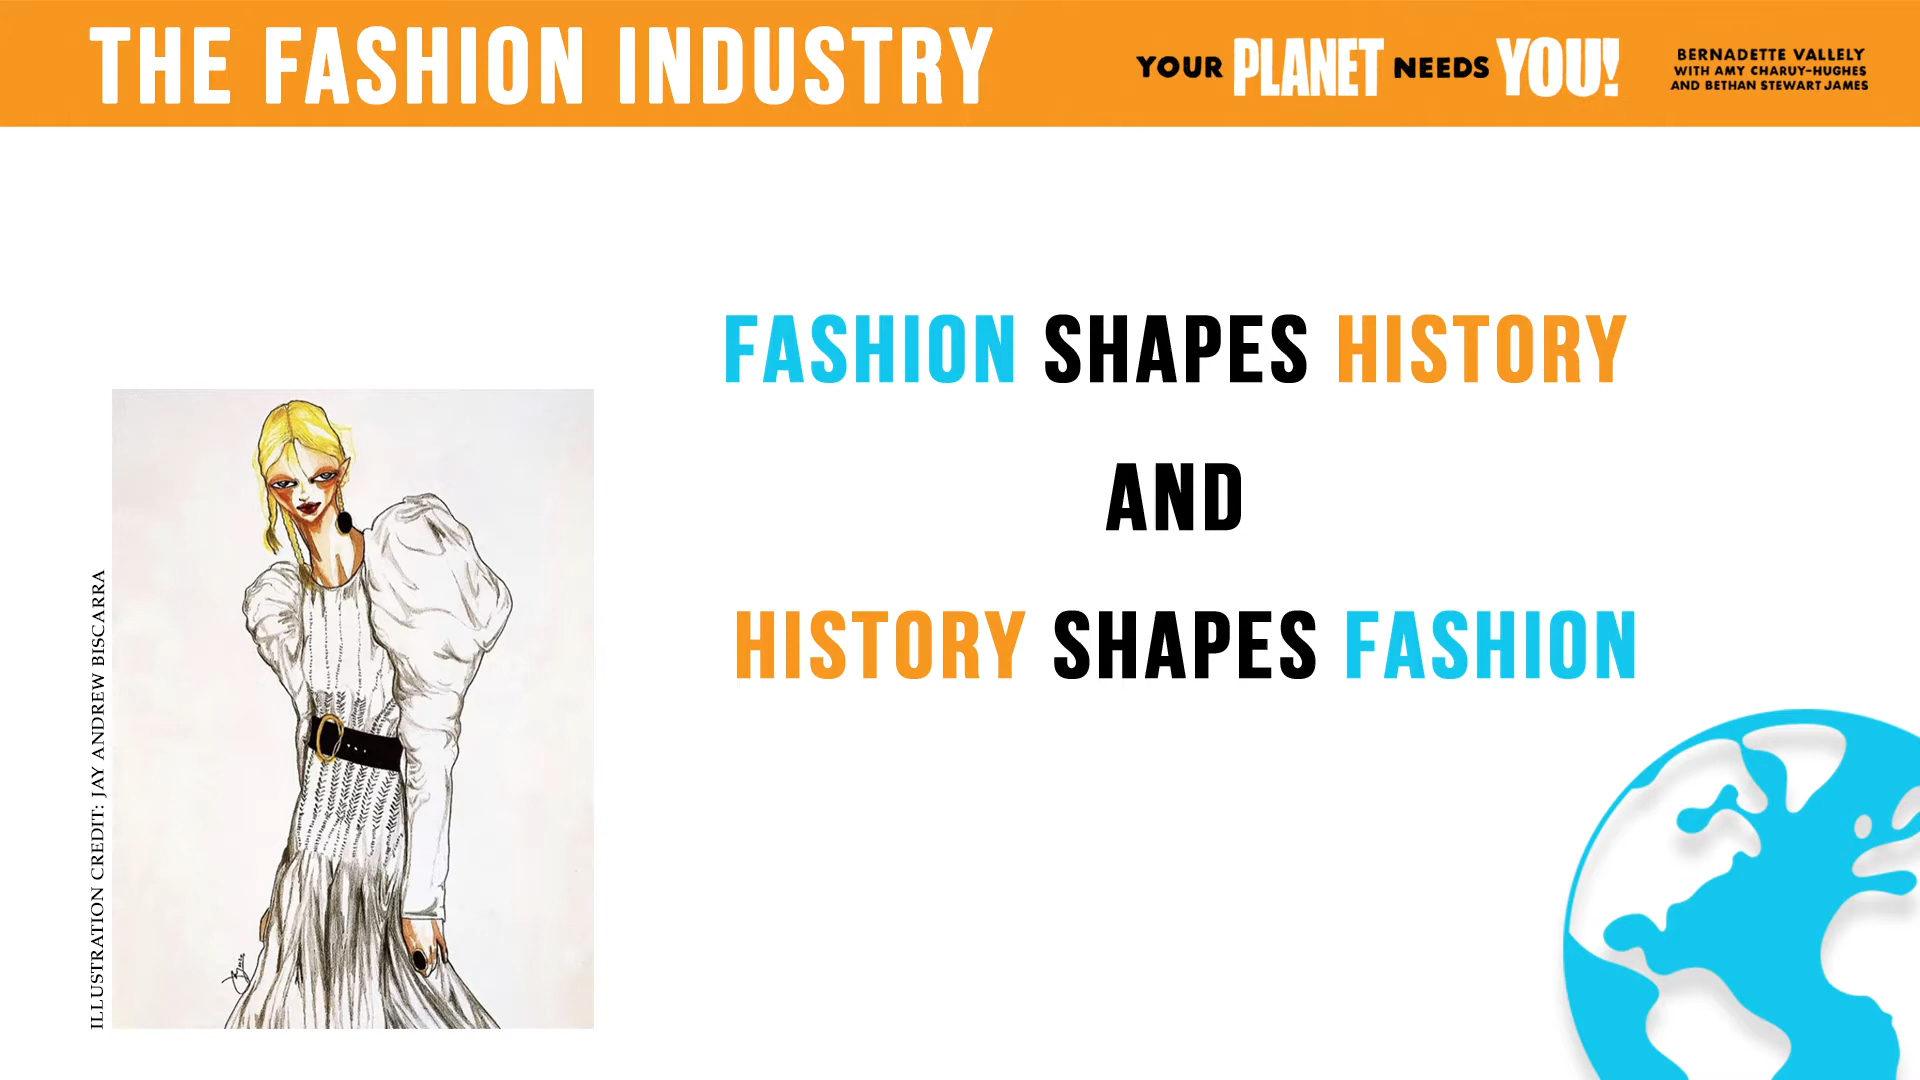 THE FASHION INDUSTRY
YOUR PLANET NEEDS YOU!
BERNADETTE VALLELY
WITH AMY CHARUY-HUGHES
AND BETHAN STEWART JAMES
FASHION SHAPES HISTORY
AND
HISTORY SHAPES FASHION
ILLUSTRATION CREDIT: JAY ANDREW BISCARRA